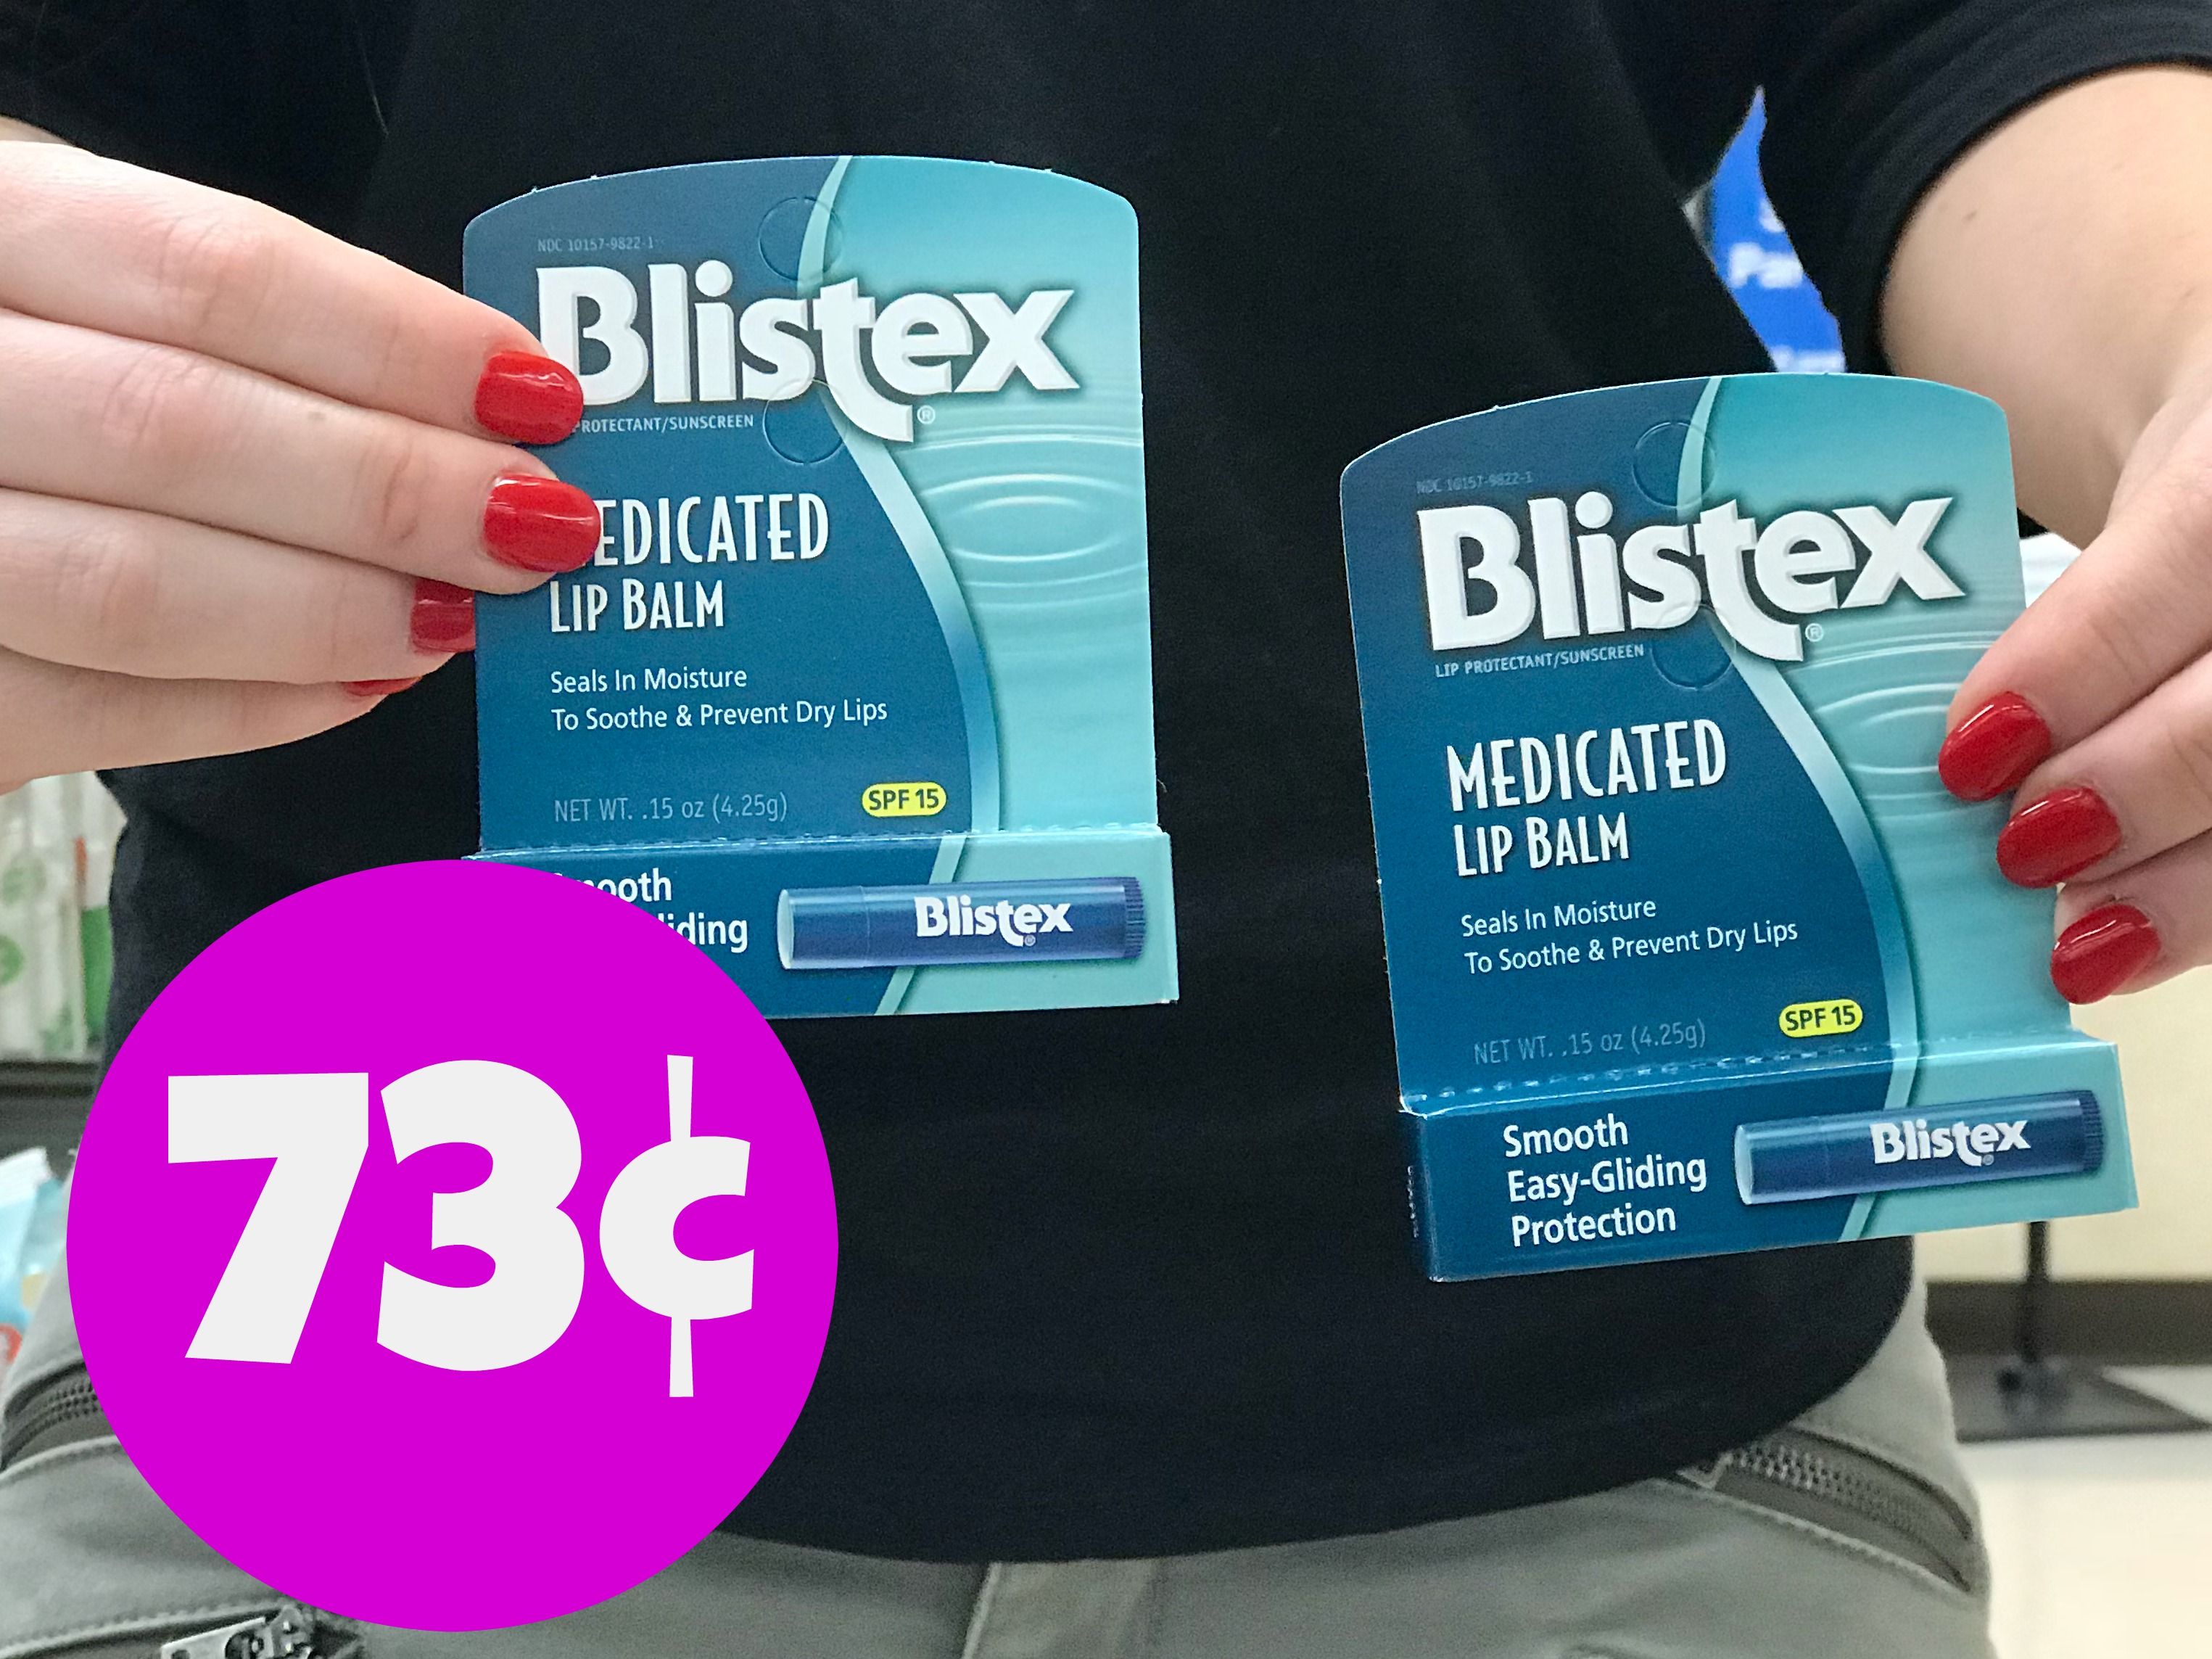 NDC 10157-9822-1
Blistex®
PROTECTANT/SUNSCREEN
EDICATED
LIP BALM
Seals In Moisture
To Soothe & Prevent Dry Lips
NET WT. .15 oz (4.25g)
SPF 15
ooth
iding
Blistex
NDC 10157-9822-1
Blistex®
LIP PROTECTANT/SUNSCREEN
MEDICATED
LIP BALM
Seals In Moisture
To Soothe & Prevent Dry Lips
NET WT. .15 oz (4.25g)
SPF 15
Smooth
Easy-Gliding
Protection
Blistex
73¢